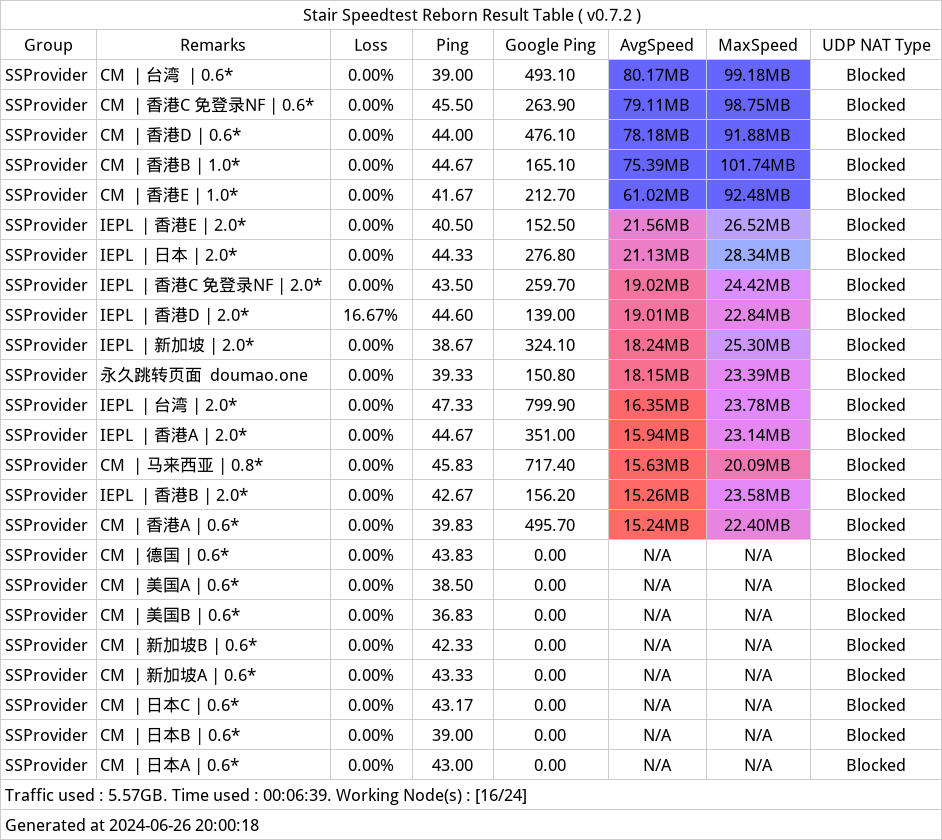 Stair Speedtest Reborn Result Table ( v0.7.2 )
Group Remarks Loss Ping Google Ping AvgSpeed MaxSpeed UDP NAT Type
SSProvider CM | 台湾 | 0.6* 0.00% 39.00 493.10 80.17MB 99.18MB Blocked
SSProvider CM | 香港C 免登录NF | 0.6* 0.00% 45.50 263.90 79.11MB 98.75MB Blocked
SSProvider CM | 香港D | 0.6* 0.00% 44.00 476.10 78.18MB 91.88MB Blocked
SSProvider CM | 香港B | 1.0* 0.00% 44.67 165.10 75.39MB 101.74MB Blocked
SSProvider CM | 香港E | 1.0* 0.00% 41.67 212.70 61.02MB 92.48MB Blocked
SSProvider IEPL | 香港E | 2.0* 0.00% 40.50 152.50 21.56MB 26.52MB Blocked
SSProvider IEPL | 日本 | 2.0* 0.00% 44.33 276.80 21.13MB 28.34MB Blocked
SSProvider IEPL | 香港C 免登录NF | 2.0* 0.00% 43.50 259.70 19.02MB 24.42MB Blocked
SSProvider IEPL | 香港D | 2.0* 16.67% 44.60 139.00 19.01MB 22.84MB Blocked
SSProvider IEPL | 新加坡 | 2.0* 0.00% 38.67 324.10 18.24MB 25.30MB Blocked
SSProvider 永久跳转页面 doumao.one 0.00% 39.33 150.80 18.15MB 23.39MB Blocked
SSProvider IEPL | 台湾 | 2.0* 0.00% 47.33 799.90 16.35MB 23.78MB Blocked
SSProvider IEPL | 香港A | 2.0* 0.00% 44.67 351.00 15.94MB 23.14MB Blocked
SSProvider CM | 马来西亚 | 0.8* 0.00% 45.83 717.40 15.63MB 20.09MB Blocked
SSProvider IEPL | 香港B | 2.0* 0.00% 42.67 156.20 15.26MB 23.58MB Blocked
SSProvider CM | 香港A | 0.6* 0.00% 39.83 495.70 15.24MB 22.40MB Blocked
SSProvider CM | 德国 | 0.6* 0.00% 43.83 0.00 N/A N/A Blocked
SSProvider CM | 美国A | 0.6* 0.00% 38.50 0.00 N/A N/A Blocked
SSProvider CM | 美国B | 0.6* 0.00% 36.83 0.00 N/A N/A Blocked
SSProvider CM | 新加坡B | 0.6* 0.00% 42.33 0.00 N/A N/A Blocked
SSProvider CM | 新加坡A | 0.6* 0.00% 43.33 0.00 N/A N/A Blocked
SSProvider CM | 日本C | 0.6* 0.00% 43.17 0.00 N/A N/A Blocked
SSProvider CM | 日本B | 0.6* 0.00% 39.00 0.00 N/A N/A Blocked
SSProvider CM | 日本A | 0.6* 0.00% 43.00 0.00 N/A N/A Blocked
Traffic used : 5.57GB. Time used : 00:06:39. Working Node(s) : [16/24]
Generated at 2024-06-26 20:00:18